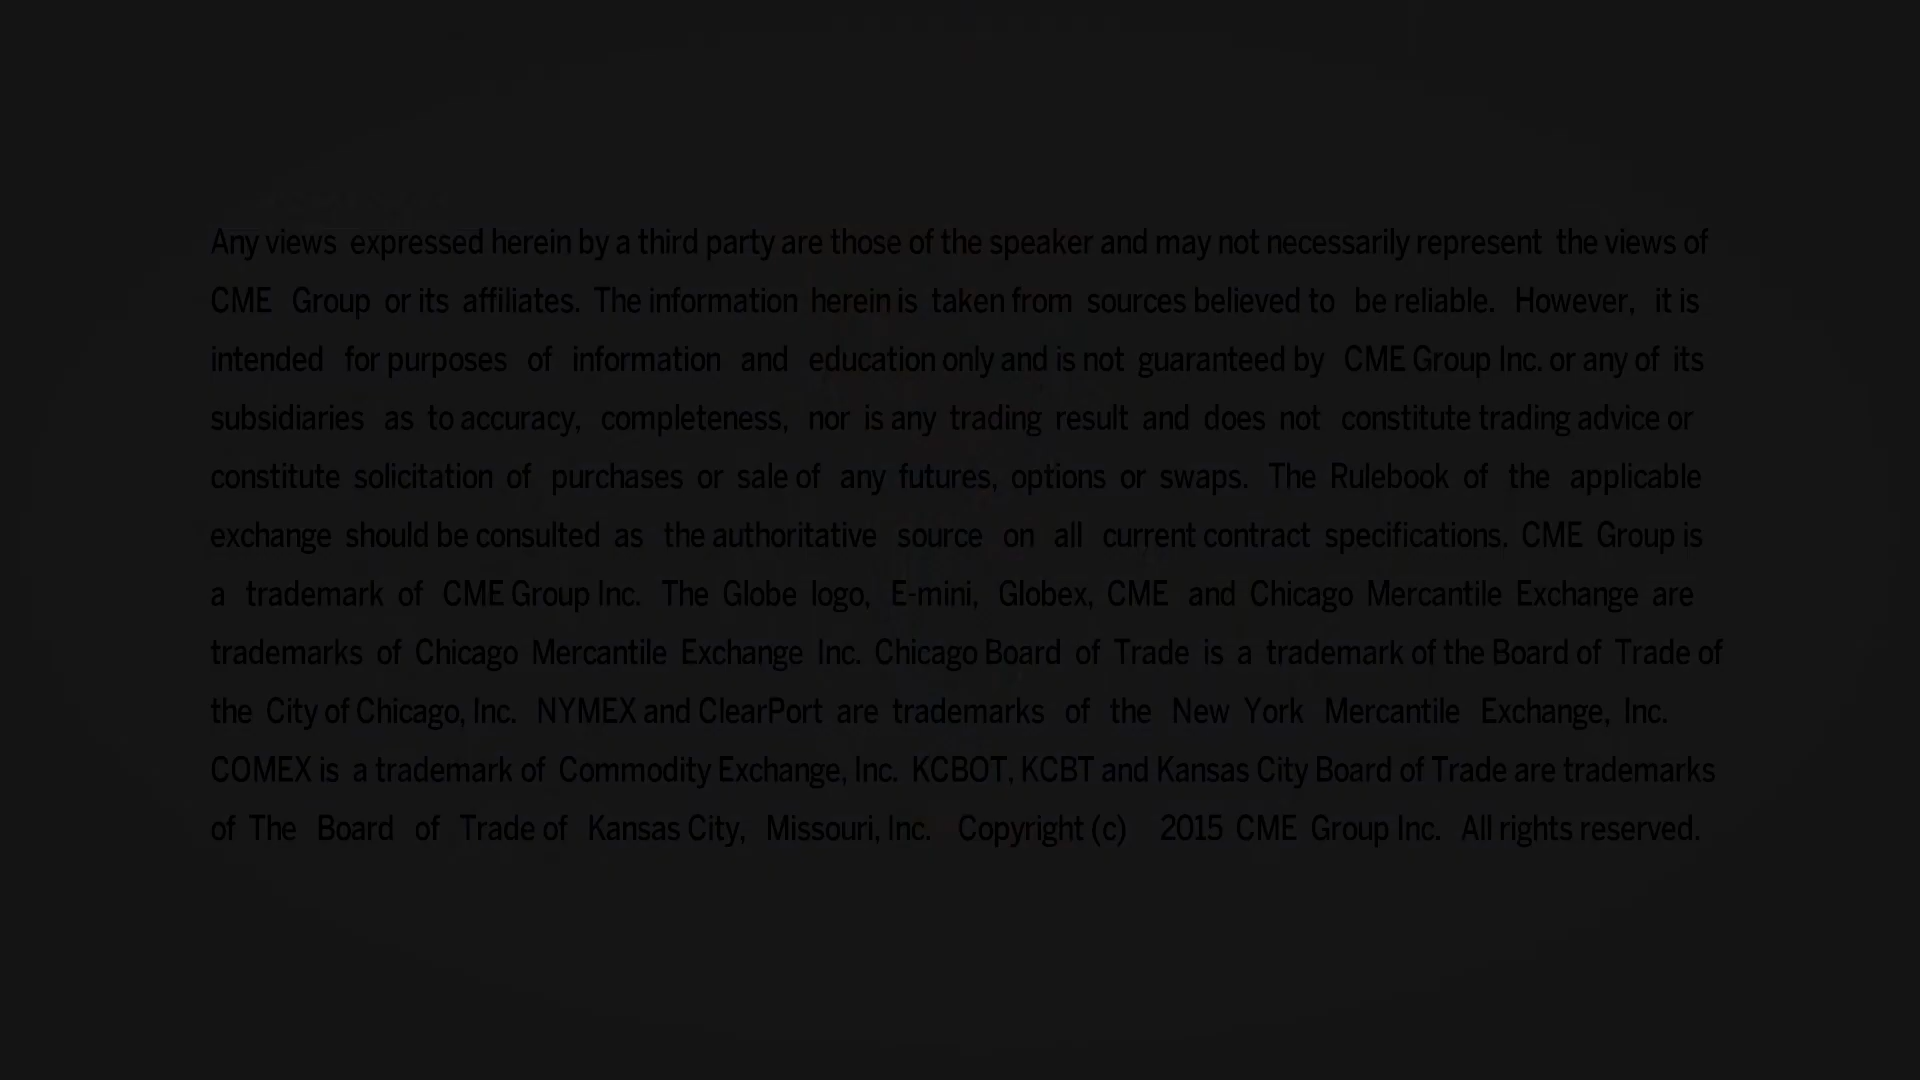 Any views expressed herein by a third party are those of the speaker and may not necessarily represent the views of
CME Group or its affiliates. The information herein is taken from sources believed to be reliable. However, it is
intended for purposes of information and education only and is not guaranteed by CME Group Inc. or any of its
subsidiaries as to accuracy, completeness, nor is any trading result and does not constitute trading advice or
constitute solicitation of purchases or sale of any futures, options or swaps. The Rulebook of the applicable
exchange should be consulted as the authoritative source on all current contract specifications. CME Group is
a trademark of CME Group Inc. The Globe logo, E-mini, Globex, CME and Chicago Mercantile Exchange are
trademarks of Chicago Mercantile Exchange Inc. Chicago Board of Trade is a trademark of the Board of Trade of
the City of Chicago, Inc. NYMEX and ClearPort are trademarks of the New York Mercantile Exchange, Inc.
COMEX is a trademark of Commodity Exchange, Inc. KCBOT, KCBT and Kansas City Board of Trade are trademarks
of The Board of Trade of Kansas City, Missouri, Inc. Copyright (c) 2015 CME Group Inc. All rights reserved.